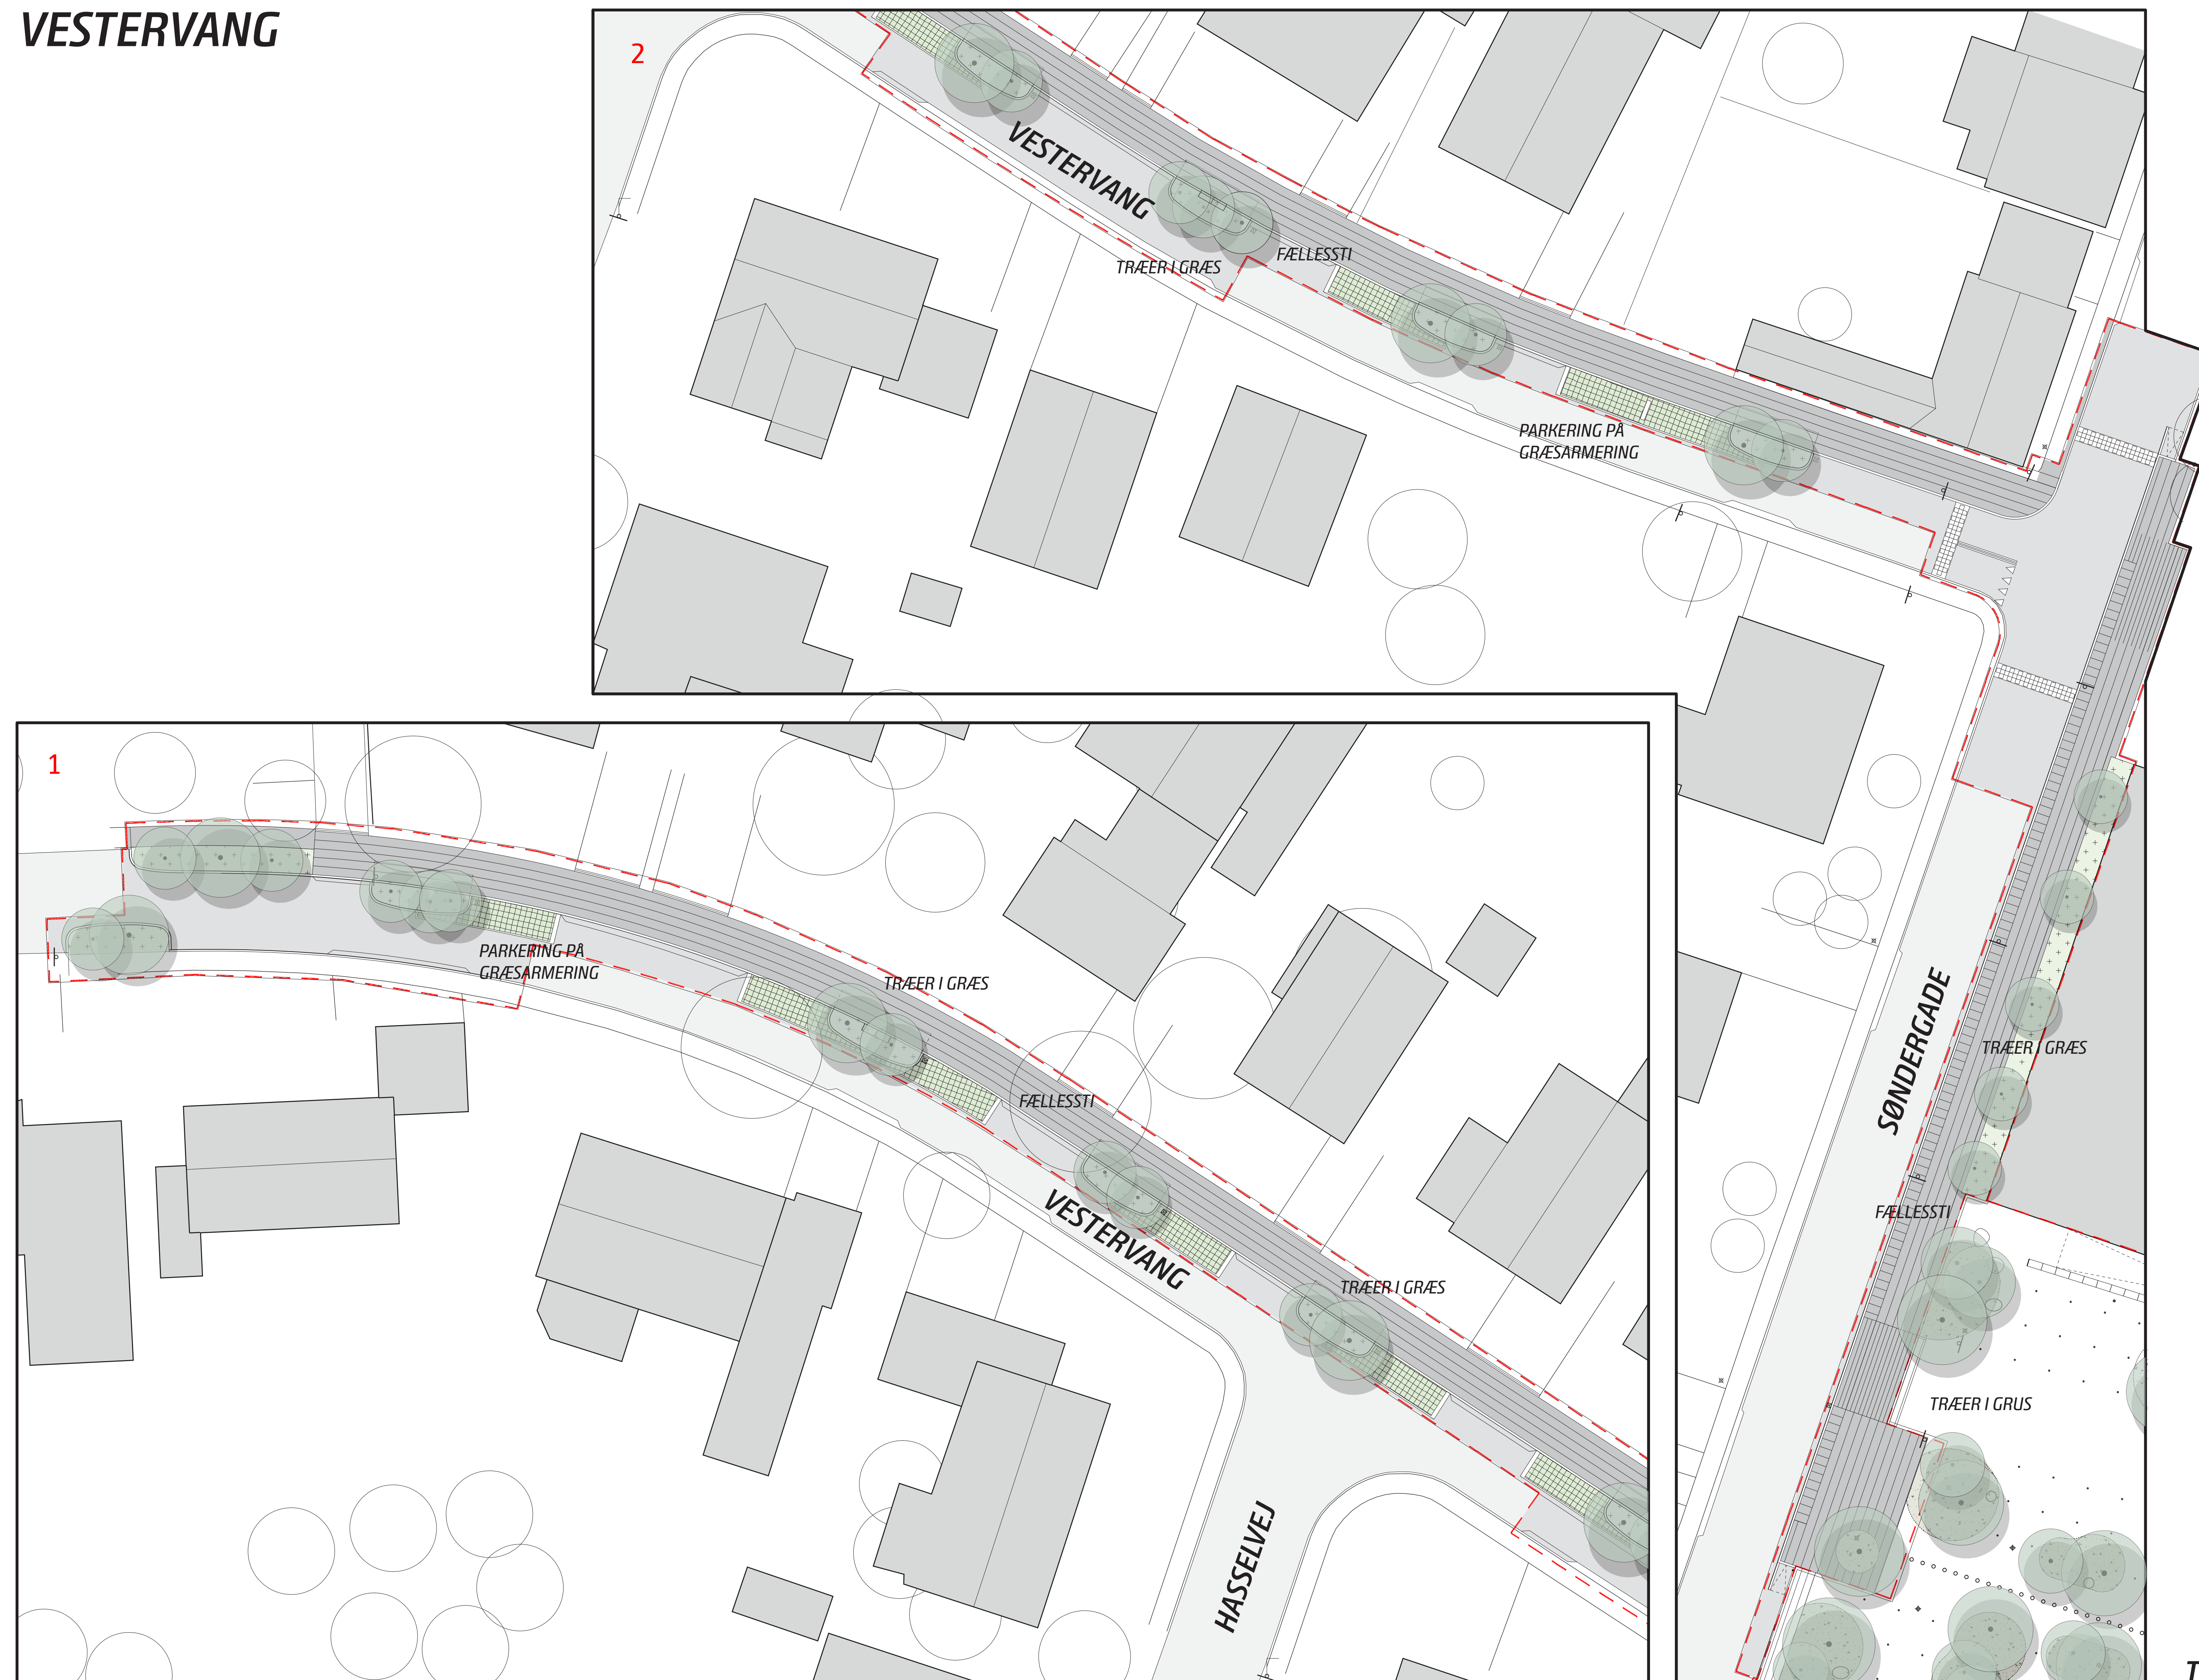 VESTERVANG
2
VESTERVANG
TRÆER I GRÆS
FÆLLESSTI
PARKERING PÅ
GRÆSARMERING
1
PARKERING PÅ
GRÆSARMERING
TRÆER I GRÆS
FÆLLESSTI
VESTERVANG
TRÆER I GRÆS
HASSELVEJ
SØNDERGADE
TRÆER I GRÆS
FÆLLESSTI
TRÆER I GRUS